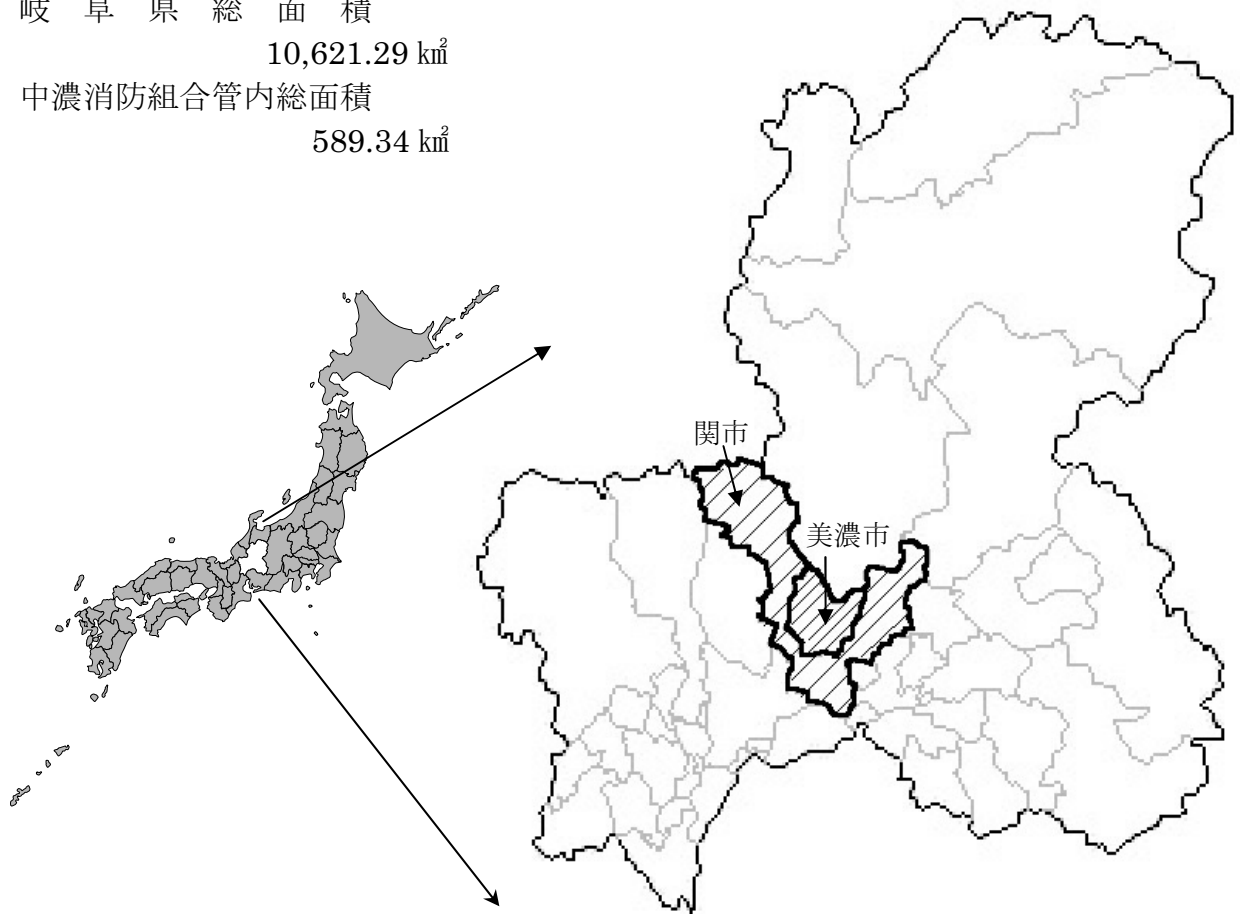 岐阜県総面積
10,621.29 ㎢
中濃消防組合管内総面積
589.34 ㎢
関市
美濃市